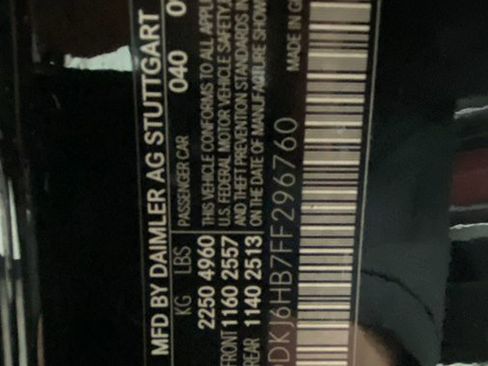 MFD BY DAIMLER AG STUTTGART
KG LBS PASSENGER CAR 040
2250 4960 THIS VEHICLE CONFORMS TO ALL
FRONT 1160 2557 U.S. FEDERAL MOTOR VEHICLE SAFETY
REAR 1140 2513 AND THEFT PREVENTION STANDARDS IN
ON THE DATE OF MANUFACTURE SHOW
DKJ6HB7FF296760 MADE IN